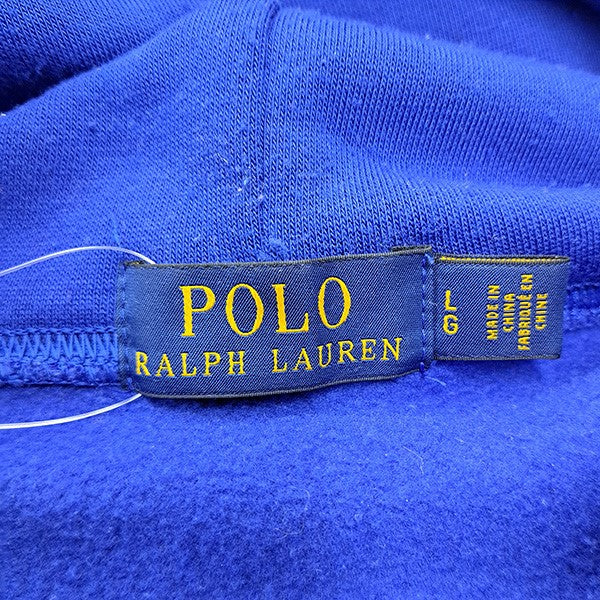 POLO
RALPH LAUREN
L
G
MADE IN
CHINA
FABRIQUÉ EN
CHINE